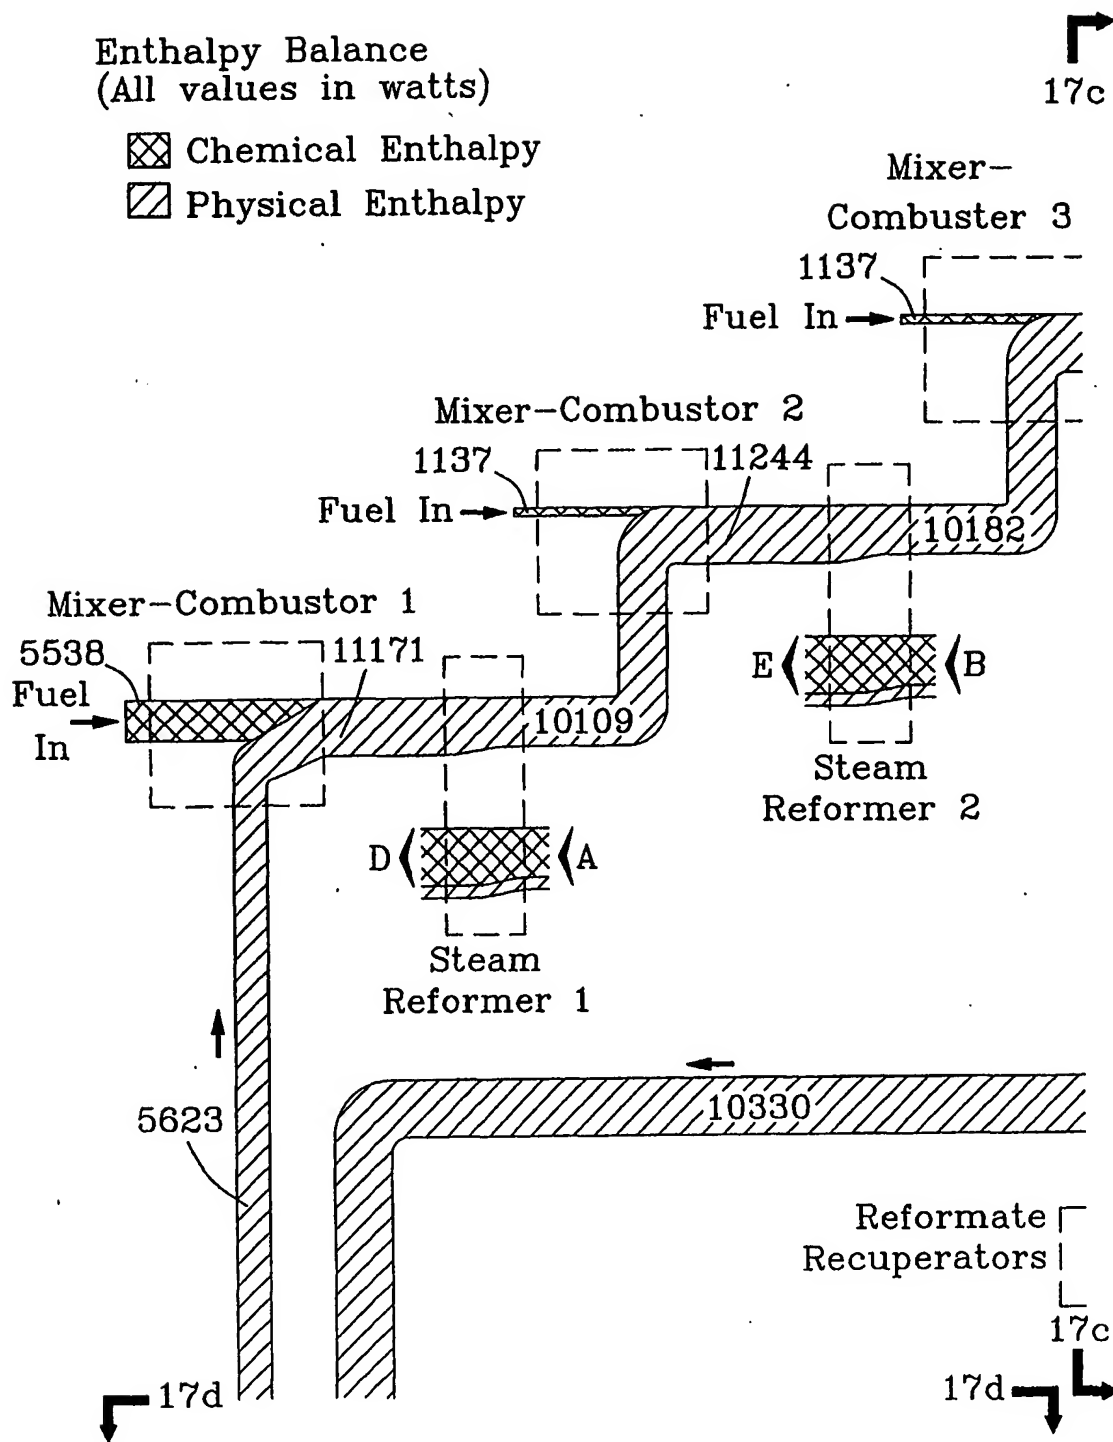 Enthalpy Balance
(All values in watts)
Chemical Enthalpy
Physical Enthalpy
17c
Mixer-
Combuster 3
1137
Fuel In
Mixer-Combustor 2
1137
11244
Fuel In
10182
Mixer-Combustor 1
5538
11171
Fuel
In
10109
E
B
Steam
Reformer 2
D
A
Steam
Reformer 1
10330
5623
Reformate
Recuperators
17c
17d
17d